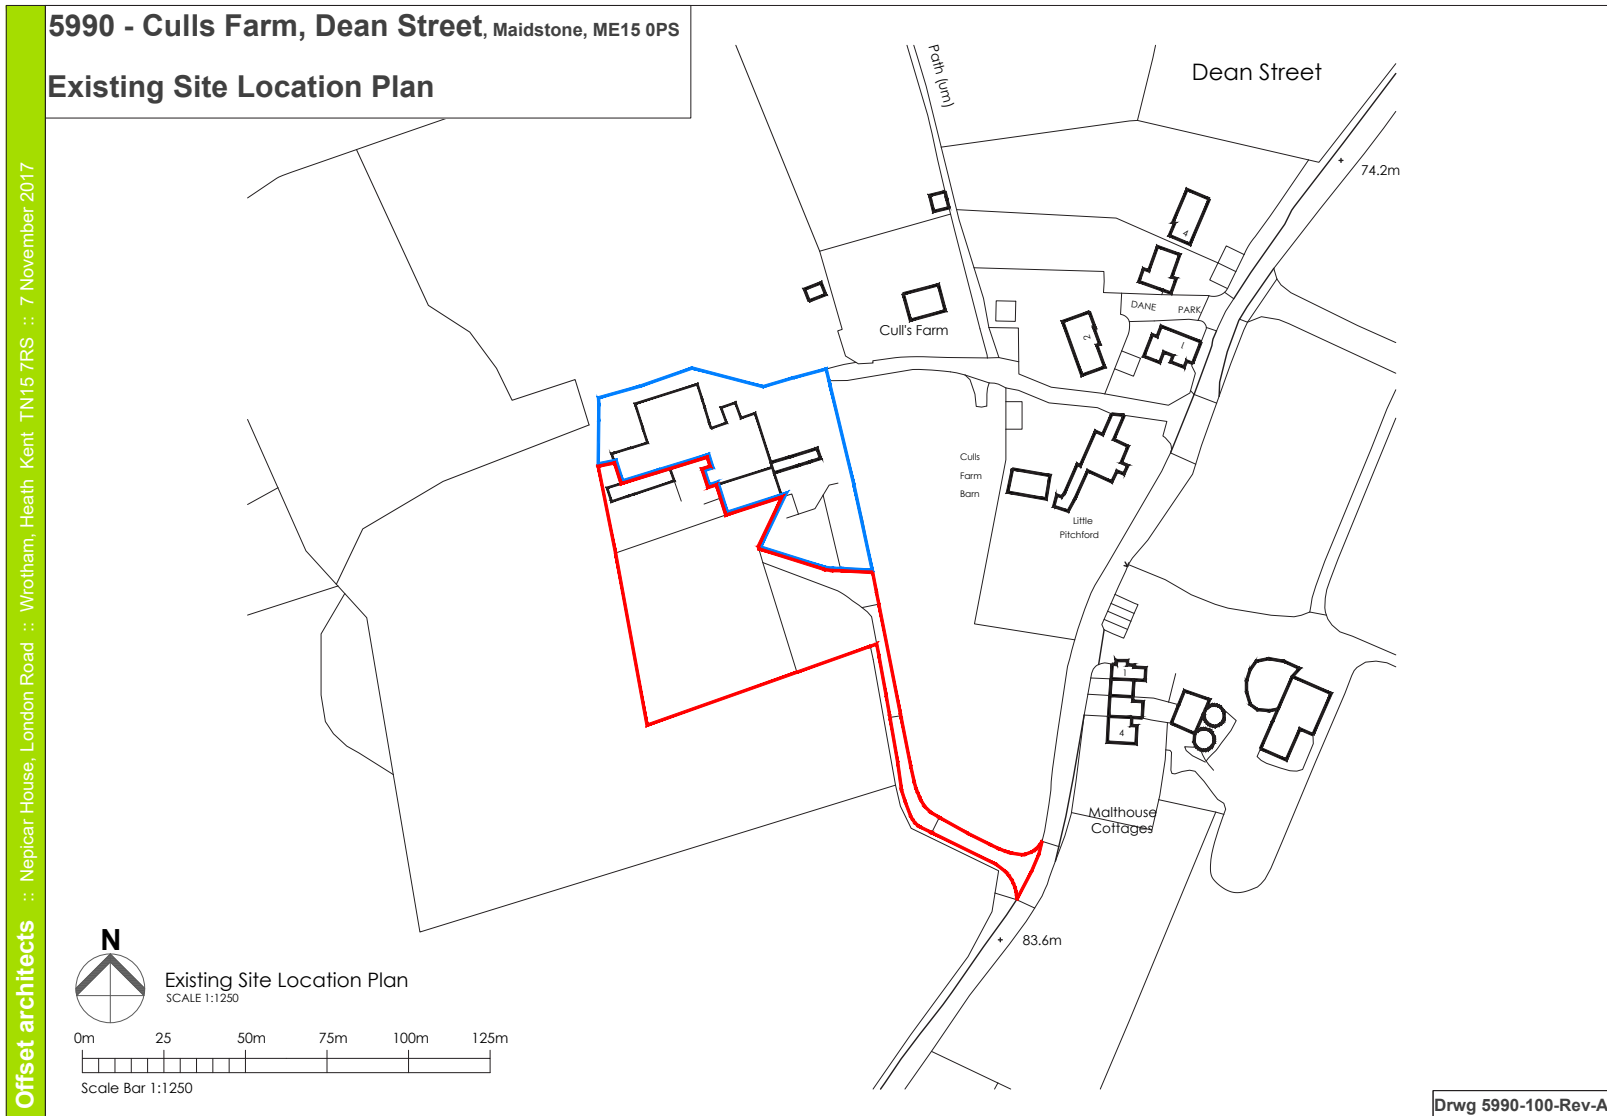 5990 - Culls Farm, Dean Street, Maidstone, ME15 0PS
Existing Site Location Plan
Offset architects :: Nepicar House, London Road :: Wrotham, Heath Kent TN15 7RS :: 7 November 2017
Path (um)
Dean Street
74.2m
4
DANE PARK
2
1
Cull's Farm
Culls
Farm
Barn
Little
Pitchford
1
4
Malthouse
Cottages
83.6m
N
Existing Site Location Plan
SCALE 1:1250
0m 25 50m 75m 100m 125m
Scale Bar 1:1250
Drwg 5990-100-Rev-A